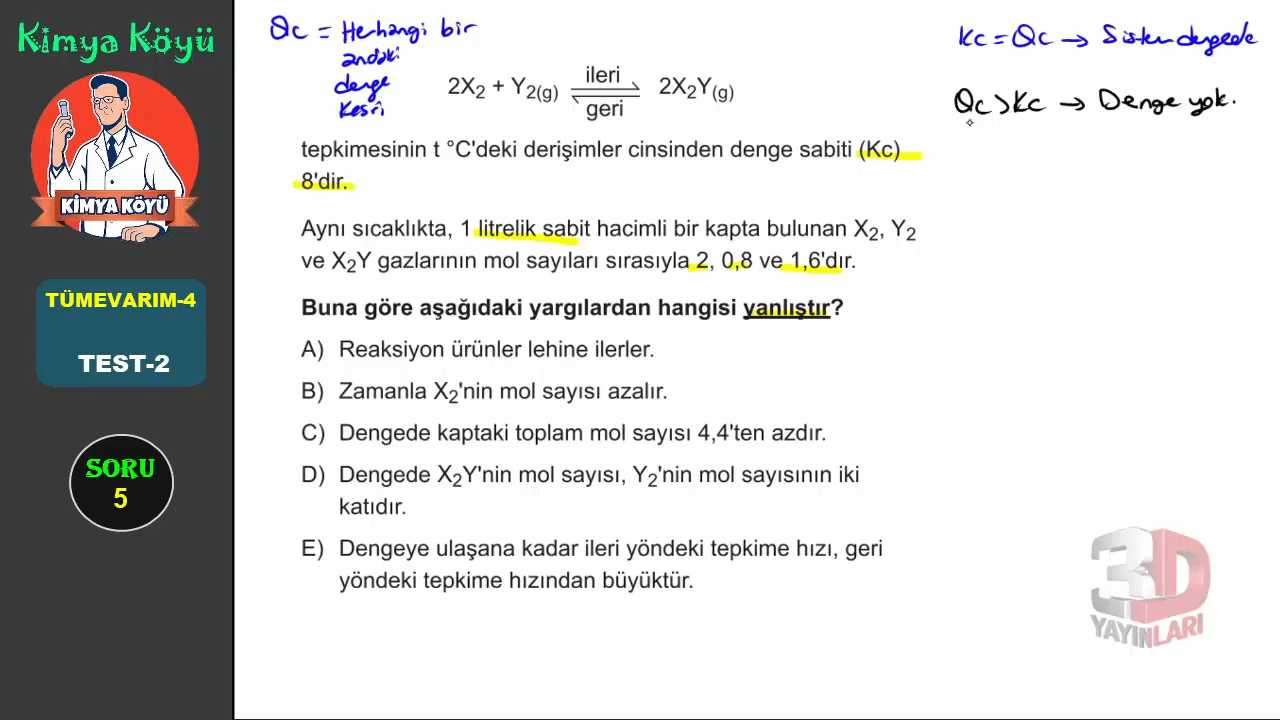 Kimya Köyü
KİMYA KÖYÜ
TÜMEVARIM-4
TEST-2
SORU
5
Qc = Herhangi bir
andaki
denge
kesri
2X2 + Y2(g) ileri geri 2X2Y(g)
Kc = Qc → Sistem dengede
Qc > Kc → Denge yok.
tepkimesinin t °C'deki derişimler cinsinden denge sabiti (Kc)
8'dir.
Aynı sıcaklıkta, 1 litrelik sabit hacimli bir kapta bulunan X2, Y2
ve X2Y gazlarının mol sayıları sırasıyla 2, 0,8 ve 1,6'dır.
Buna göre aşağıdaki yargılardan hangisi yanlıştır?
A) Reaksiyon ürünler lehine ilerler.
B) Zamanla X2'nin mol sayısı azalır.
C) Dengede kaptaki toplam mol sayısı 4,4'ten azdır.
D) Dengede X2Y'nin mol sayısı, Y2'nin mol sayısının iki
katıdır.
E) Dengeye ulaşana kadar ileri yöndeki tepkime hızı, geri
yöndeki tepkime hızından büyüktür.
3D
YAYINLARI